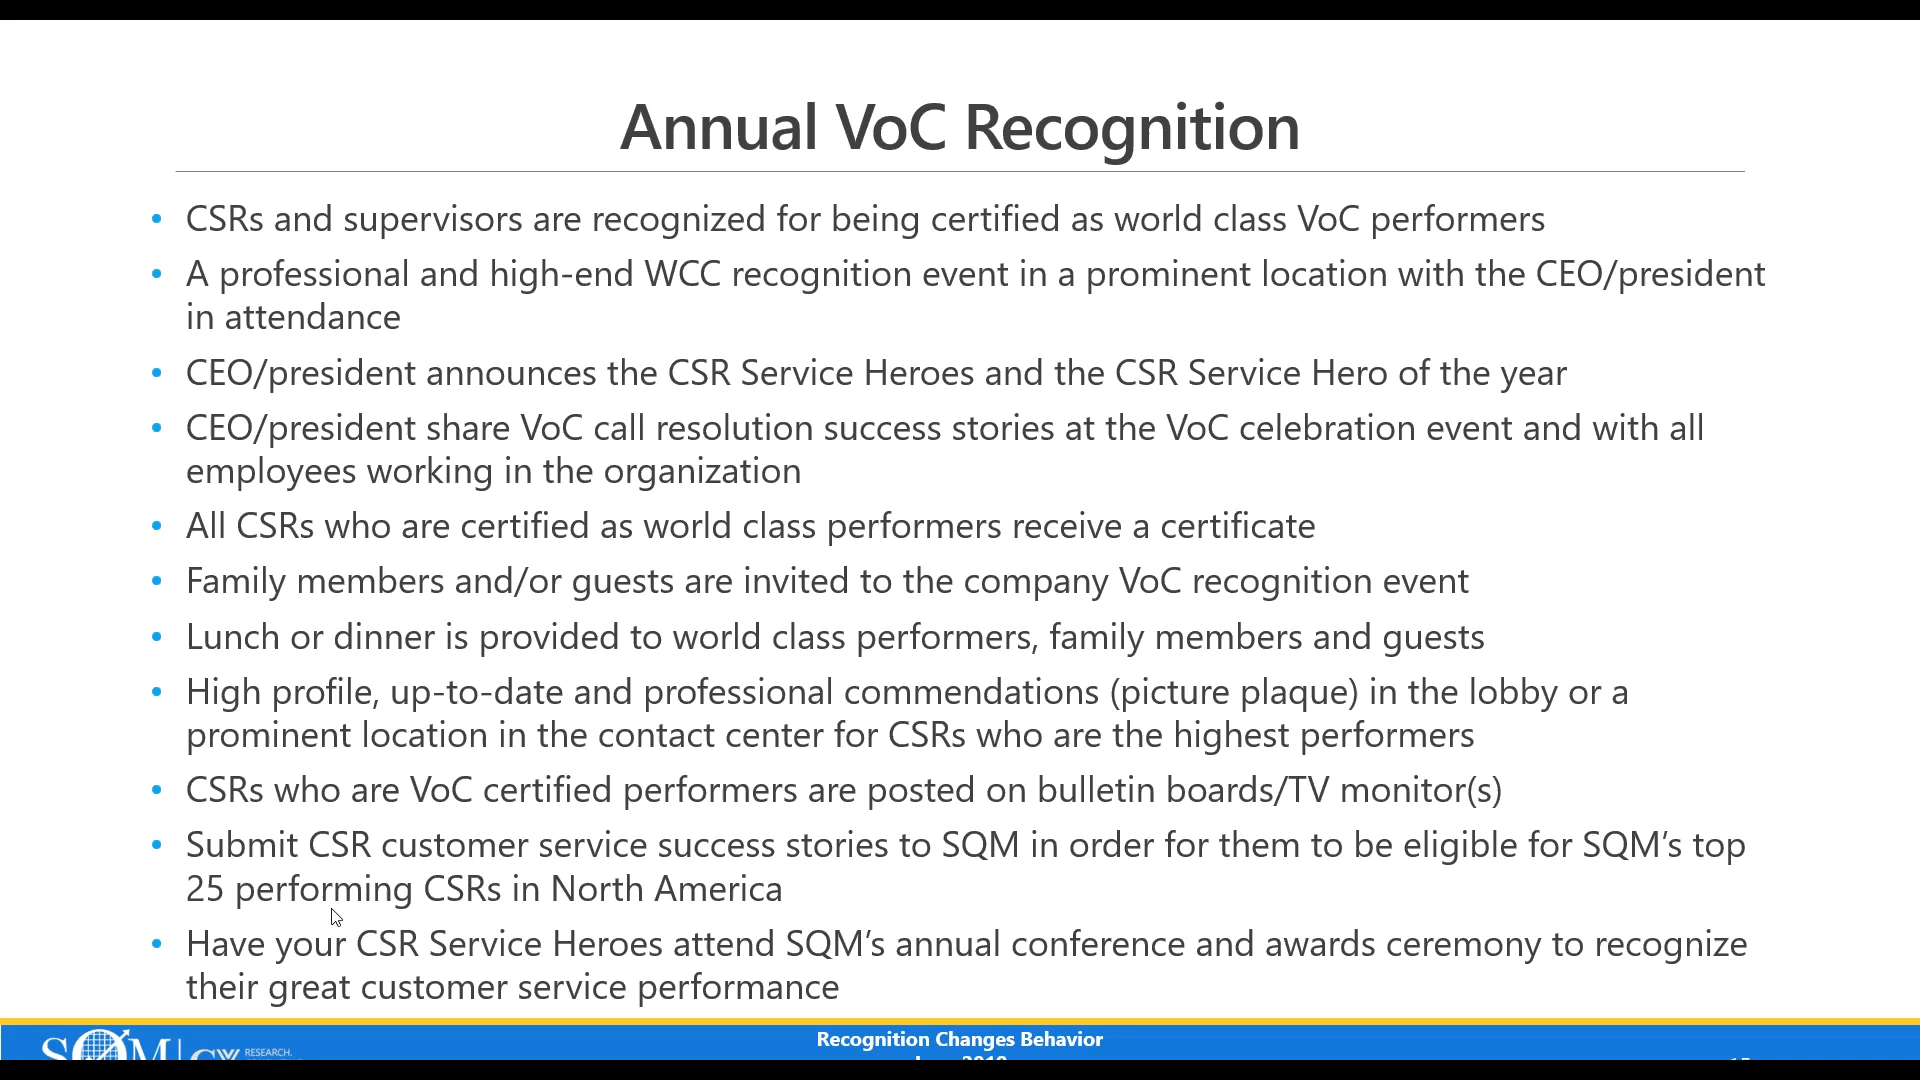 Annual VoC Recognition
• CSRs and supervisors are recognized for being certified as world class VoC performers
• A professional and high-end WCC recognition event in a prominent location with the CEO/president
in attendance
• CEO/president announces the CSR Service Heroes and the CSR Service Hero of the year
• CEO/president share VoC call resolution success stories at the VoC celebration event and with all
employees working in the organization
• All CSRs who are certified as world class performers receive a certificate
• Family members and/or guests are invited to the company VoC recognition event
• Lunch or dinner is provided to world class performers, family members and guests
• High profile, up-to-date and professional commendations (picture plaque) in the lobby or a
prominent location in the contact center for CSRs who are the highest performers
• CSRs who are VoC certified performers are posted on bulletin boards/TV monitor(s)
• Submit CSR customer service success stories to SQM in order for them to be eligible for SQM’s top
25 performing CSRs in North America
• Have your CSR Service Heroes attend SQM’s annual conference and awards ceremony to recognize
their great customer service performance
SQM | CX RESEARCH.
Recognition Changes Behavior